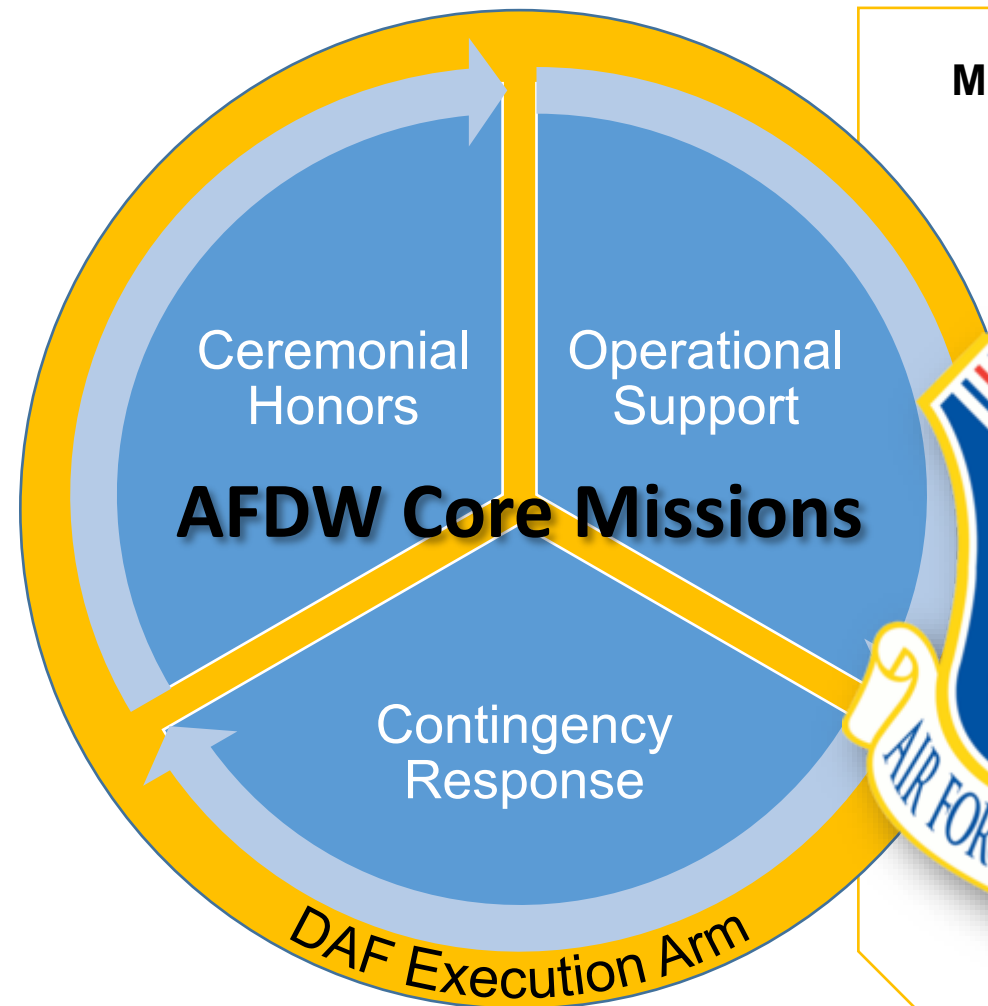 M
Ceremonial
Honors
Operational
Support
AFDW Core Missions
Contingency
Response
DAF Execution Arm
AIR FOR